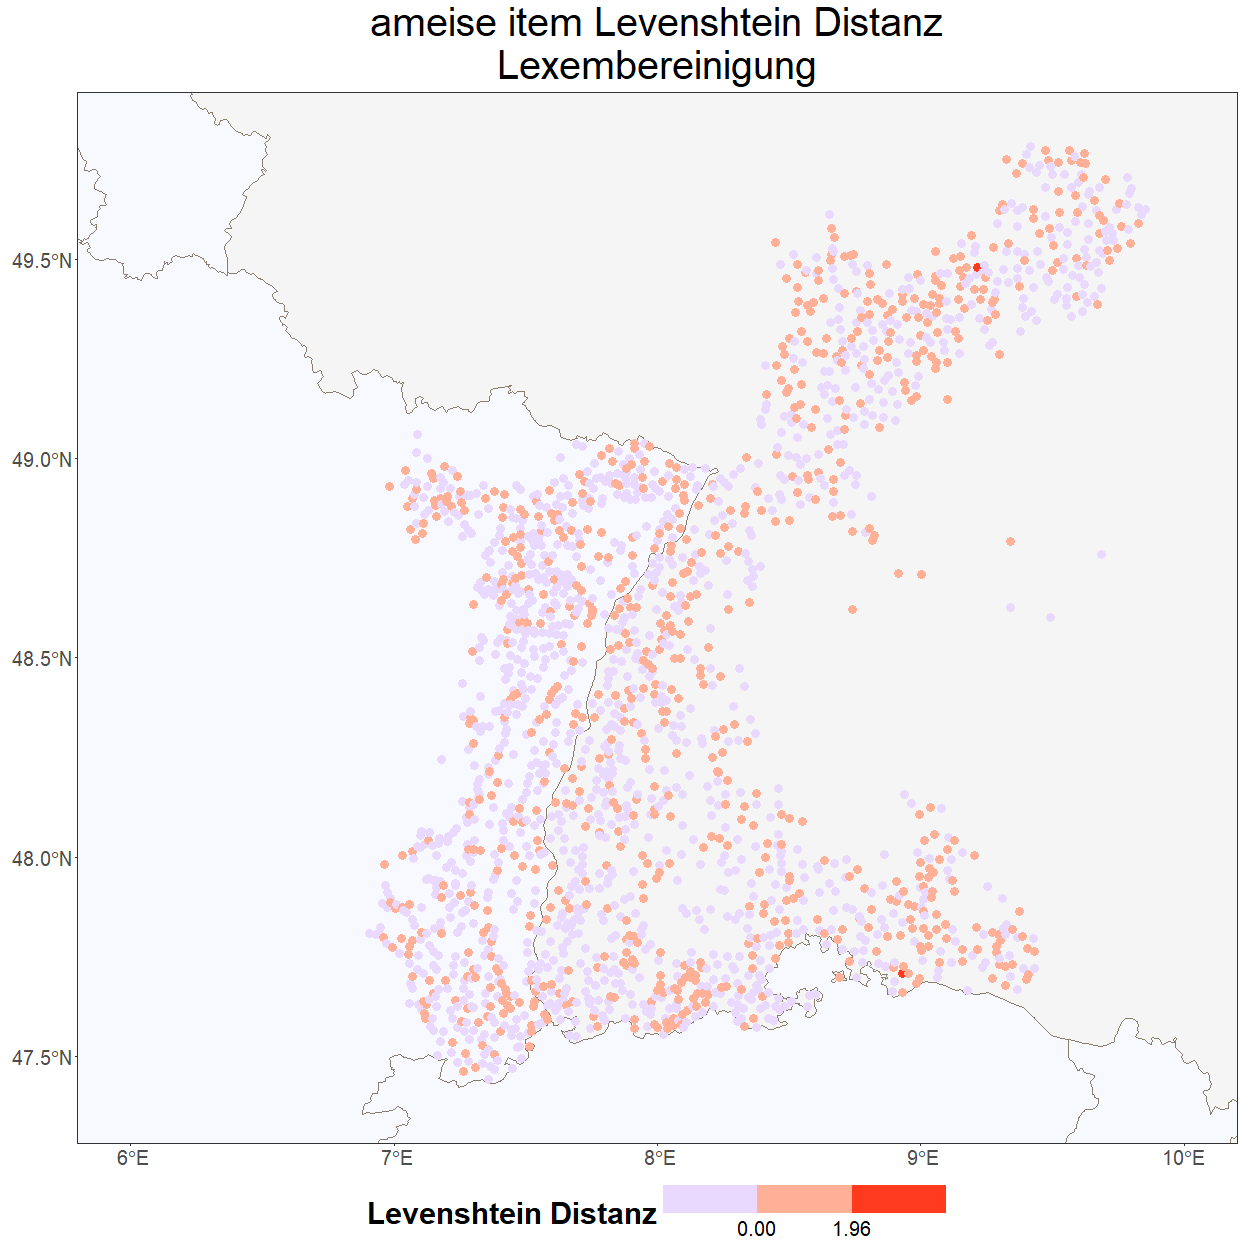 ameise item Levenshtein Distanz
Lexembereinigung
49.5°N
49.0°N
48.5°N
48.0°N
47.5°N
6°E 7°E 8°E 9°E 10°E
Levenshtein Distanz
0.00 1.96